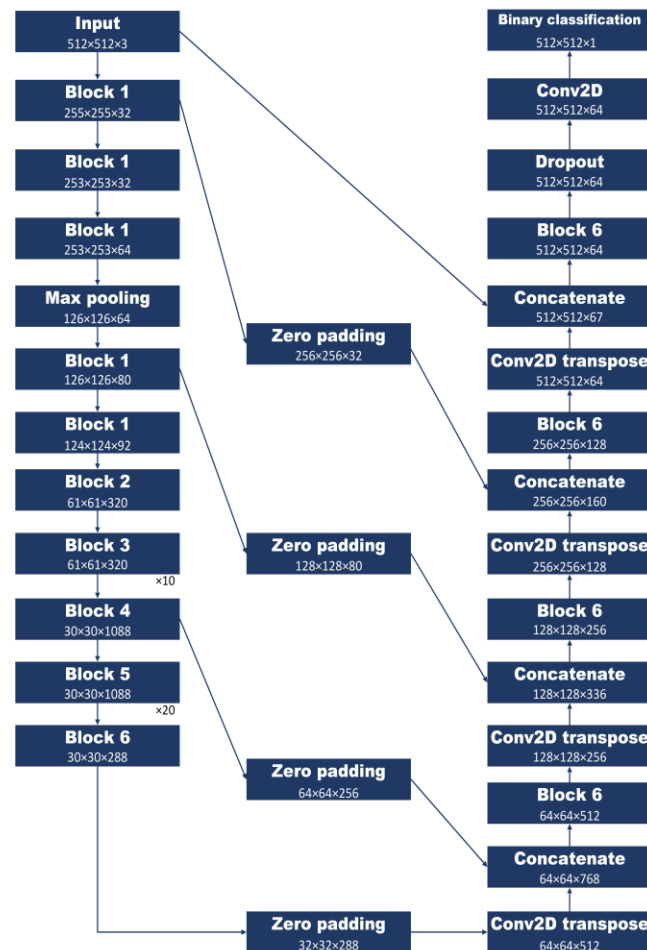 Input
512×512×3
Block 1
255×255×32
Block 1
253×253×32
Block 1
253×253×64
Max pooling
126×126×64
Block 1
126×126×80
Block 1
124×124×92
Block 2
61×61×320
Block 3
61×61×320
×10
Block 4
30×30×1088
Block 5
30×30×1088
×20
Block 6
30×30×288
Zero padding
256×256×32
Zero padding
128×128×80
Zero padding
64×64×256
Zero padding
32×32×288
Binary classification
512×512×1
Conv2D
512×512×64
Dropout
512×512×64
Block 6
512×512×64
Concatenate
512×512×67
Conv2D transpose
512×512×64
Block 6
256×256×128
Concatenate
256×256×160
Conv2D transpose
256×256×128
Block 6
128×128×256
Concatenate
128×128×336
Conv2D transpose
128×128×256
Block 6
64×64×512
Concatenate
64×64×768
Conv2D transpose
64×64×512